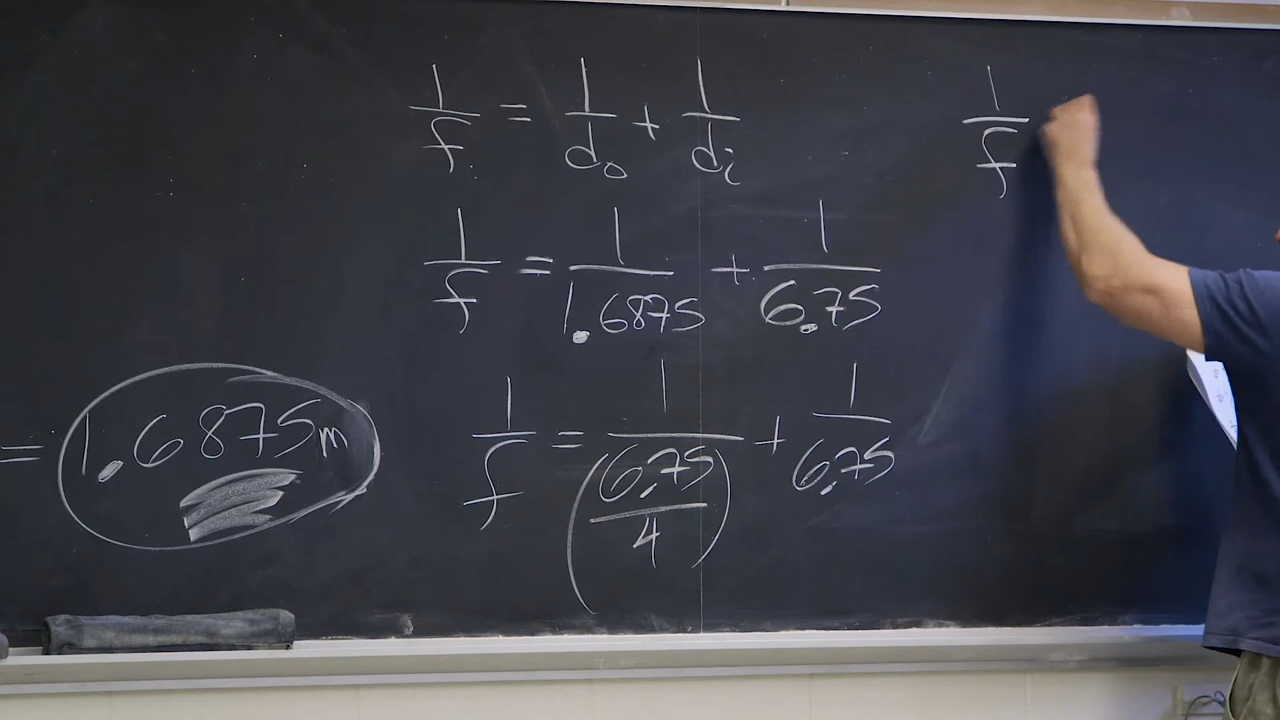 1/f = 1/d₀ + 1/dᵢ
1/f
1/f = 1/1.6875 + 1/6.75
= 1.6875m
1/f = 1/(6.75/4) + 1/6.75